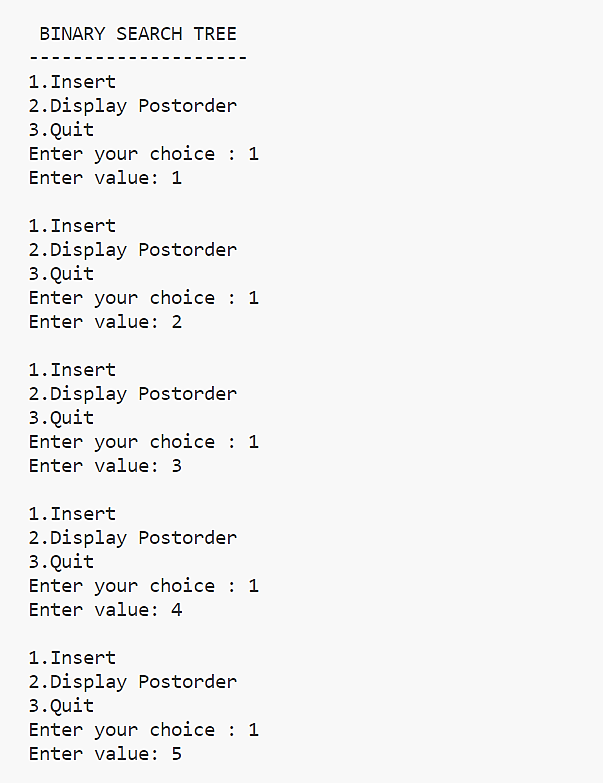 BINARY SEARCH TREE
--------------------
1.Insert
2.Display Postorder
3.Quit
Enter your choice : 1
Enter value: 1
1.Insert
2.Display Postorder
3.Quit
Enter your choice : 1
Enter value: 2
1.Insert
2.Display Postorder
3.Quit
Enter your choice : 1
Enter value: 3
1.Insert
2.Display Postorder
3.Quit
Enter your choice : 1
Enter value: 4
1.Insert
2.Display Postorder
3.Quit
Enter your choice : 1
Enter value: 5